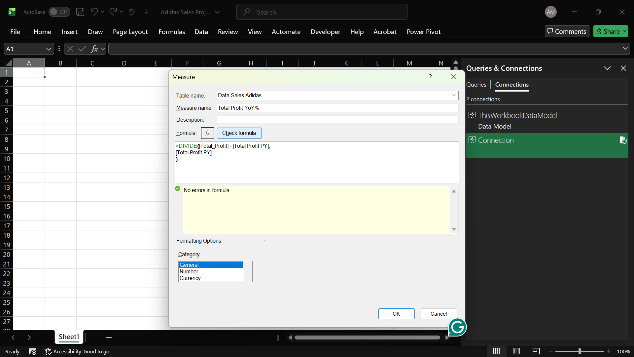 AutoSave Off Adidas Sales Proj... Search AM
File Home Insert Draw Page Layout Formulas Data Review View Automate Developer Help Acrobat Power Pivot Comments Share
A1 fx
A B C D E F G H I J K L M N
Queries & Connections
Measure ?
Queries Connections
2 connections
ThisWorkbookDataModel
Data Model
Connection
Table name: Data Sales Adidas
Measure name: Total Profit YoY%
Description:
Formula: fx Check formula
=DIVIDE([Total_Profit] - [Total Profit PY],
[Total Profit PY]
)
No errors in formula.
Formatting Options
Category
General
Number
Currency
OK Cancel
1
2
3
4
5
6
7
8
9
10
11
12
13
14
15
16
17
18
19
20
21
22
23
24
25
26
27
Sheet1
Ready Accessibility: Good to go 100%